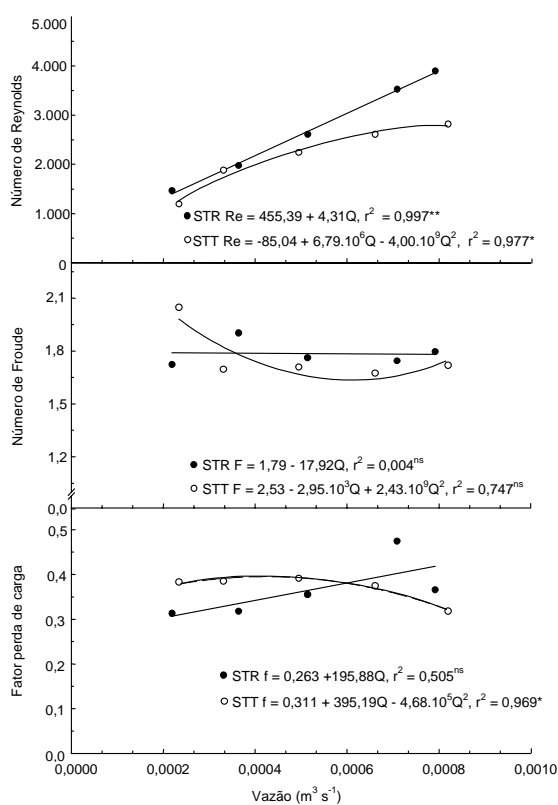 5.000
4.000
3.000
2.000
1.000
0
Número de Reynolds
● STR Re = 455,39 + 4,31Q, r² = 0,997**
○ STT Re = -85,04 + 6,79.10⁶Q - 4,00.10⁹Q², r² = 0,977*
2,1
1,8
1,5
1,2
0,0
Número de Froude
● STR F = 1,79 - 17,92Q, r² = 0,004ⁿˢ
○ STT F = 2,53 - 2,95.10³Q + 2,43.10⁹Q², r² = 0,747ⁿˢ
0,5
0,4
0,3
0,2
0,1
0,0
Fator perda de carga
● STR f = 0,263 +195,88Q, r² = 0,505ⁿˢ
○ STT f = 0,311 + 395,19Q - 4,68.10⁵Q², r² = 0,969*
0,0000 0,0002 0,0004 0,0006 0,0008 0,0010
Vazão (m³ s⁻¹)